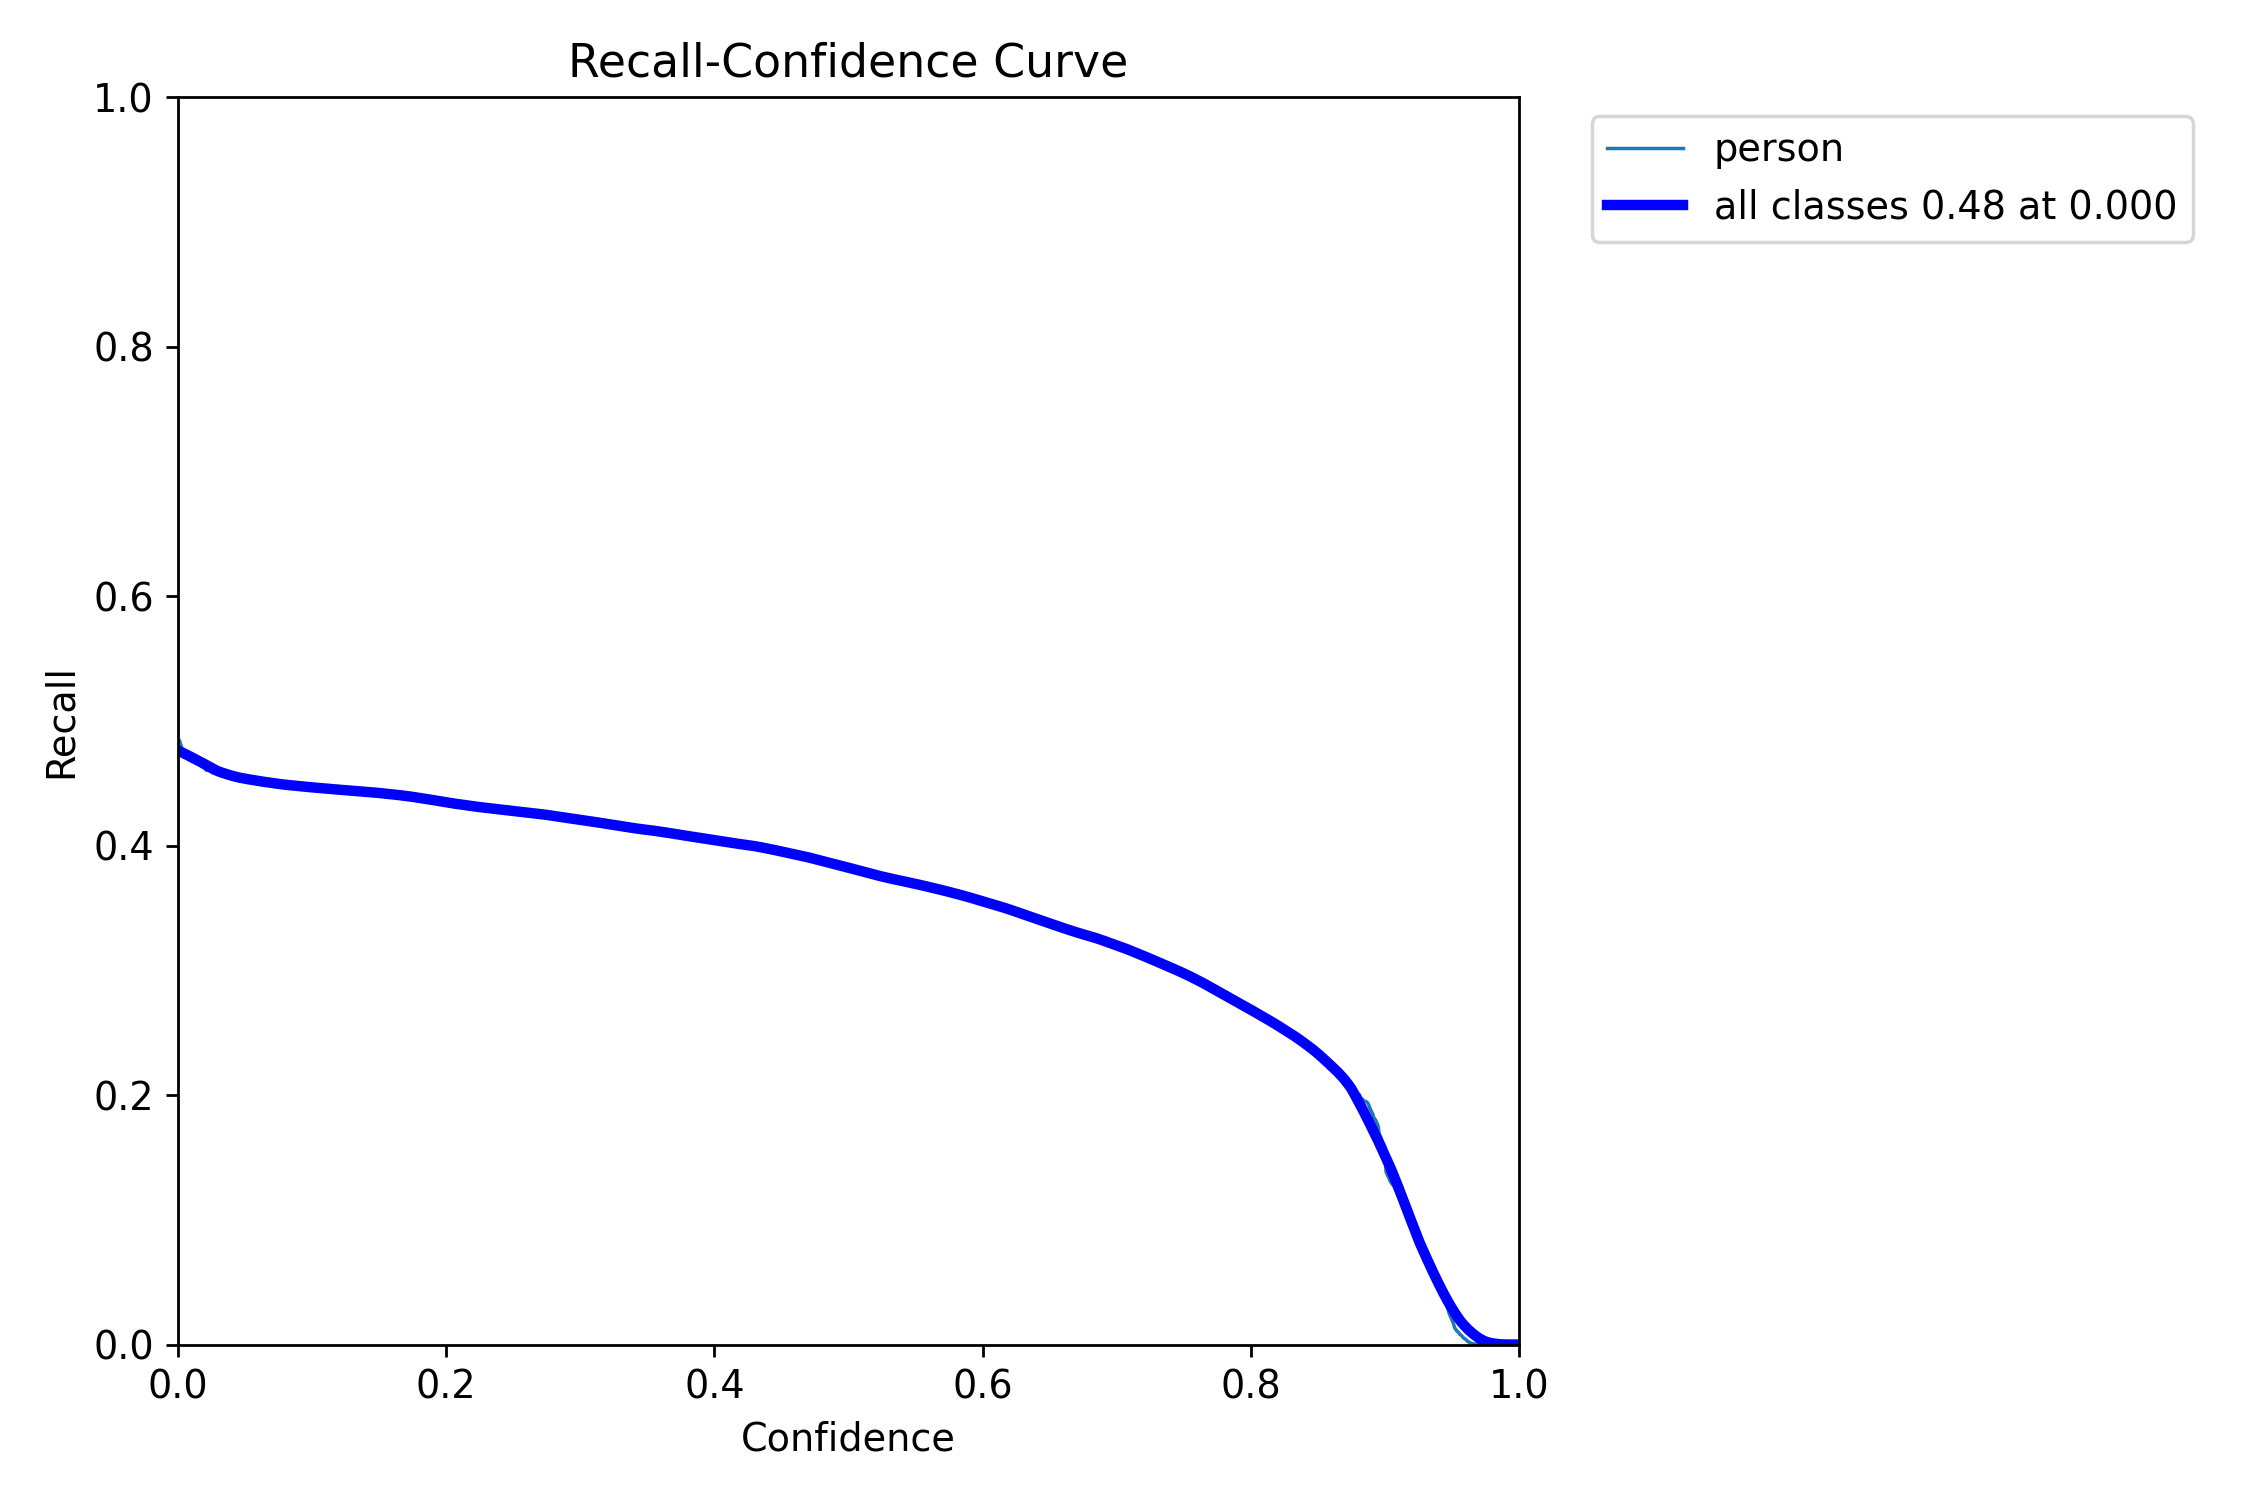 Recall-Confidence Curve
1.0
0.8
0.6
0.4
0.2
0.0
Recall
0.0 0.2 0.4 0.6 0.8 1.0
Confidence
person
all classes 0.48 at 0.000